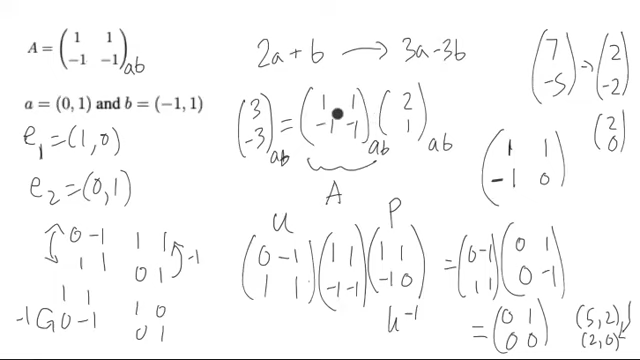 A = ( 1 1
-1 -1 )ab
a = (0, 1) and b = (−1, 1)
e1 = (1, 0)
e2 = (0, 1)
0 -1 1 1
1 1 0 1 -1
1 1 1 0
-1 G 0 -1 0 1
2a + b → 3a - 3b
( 3
-3 )ab = ( 1 1
-1 -1 )ab ( 2
1 )ab
A
U P
( 0 -1
1 1 ) ( 1 1
-1 -1 ) ( 1 1
-1 0 ) = ( 0 -1
1 1 ) ( 0 1
0 -1 )
U-1
= ( 0 1
0 0 )
( 7
-5 ) → ( 2
-2 )
( 2
0 )
( 1 1
-1 0 )
(5, 2)
(2, 0)